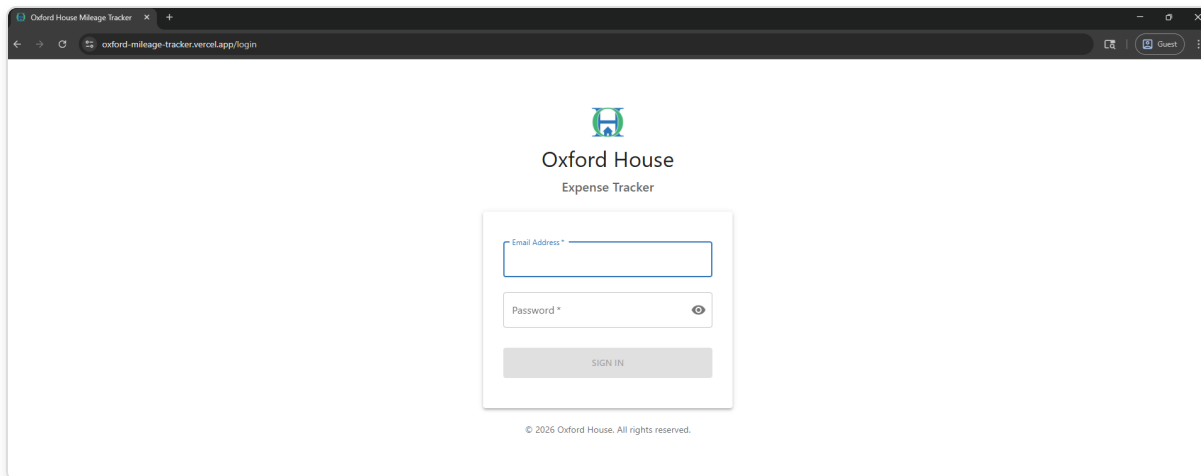 Oxford House Mileage Tracker
oxford-mileage-tracker.vercel.app/login
Guest
Oxford House
Expense Tracker
Email Address *
Password *
SIGN IN
© 2026 Oxford House. All rights reserved.